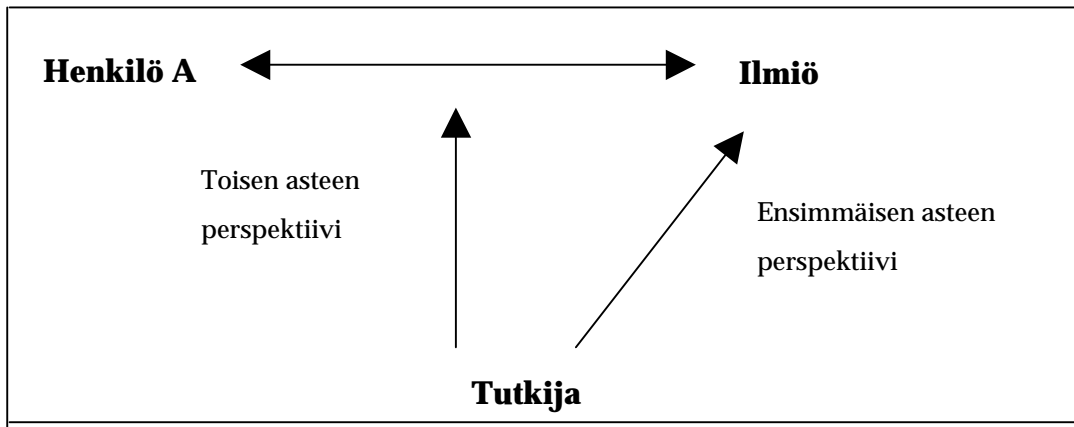 Henkilö A
Ilmiö
Toisen asteen
perspektiivi
Ensimmäisen asteen
perspektiivi
Tutkija